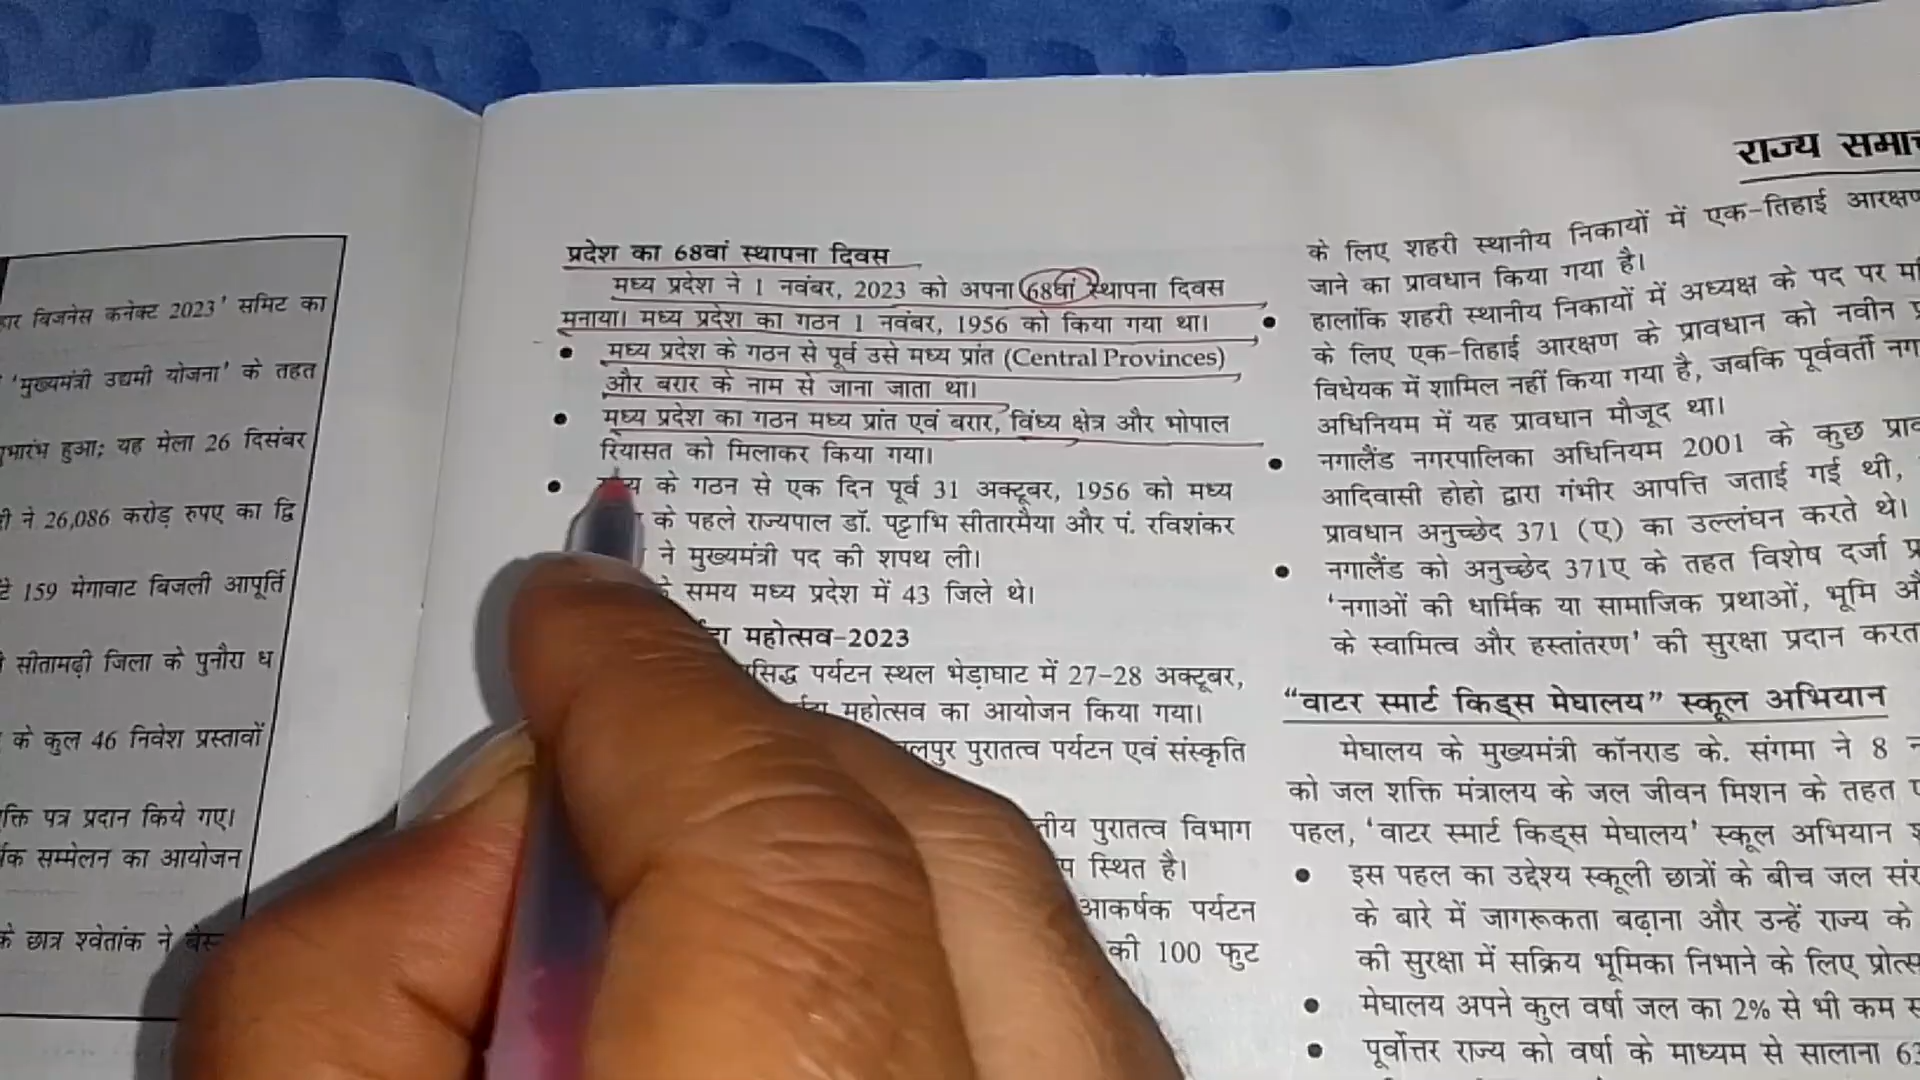 हार बिजनेस कनेक्ट 2023' समिट का
'मुख्यमंत्री उद्यमी योजना' के तहत
हुआ; यह मेला 26 दिसंबर
ने 26,086 करोड़ रुपए का
159 मेगावाट बिजली आपूर्ति
सीतामढ़ी जिला के पुनौरा
के कुल 46 निवेश प्रस्तावों
पत्र प्रदान किये गए।
सम्मेलन का आयोजन
के छात्र श्वेतांक ने
प्रदेश का 68वां स्थापना दिवस
मध्य प्रदेश ने 1 नवंबर, 2023 को अपना 68वां स्थापना दिवस
मनाया। मध्य प्रदेश का गठन 1 नवंबर, 1956 को किया गया था।
• मध्य प्रदेश के गठन से पूर्व उसे मध्य प्रांत (Central Provinces)
और बरार के नाम से जाना जाता था।
• मध्य प्रदेश का गठन मध्य प्रांत एवं बरार, विंध्य क्षेत्र और भोपाल
रियासत को मिलाकर किया गया।
• के गठन से एक दिन पूर्व 31 अक्टूबर, 1956 को मध्य
के पहले राज्यपाल डॉ. पट्टाभि सीतारमैया और पं. रविशंकर
ने मुख्यमंत्री पद की शपथ ली।
समय मध्य प्रदेश में 43 जिले थे।
महोत्सव-2023
पर्यटन स्थल भेड़ाघाट में 27-28 अक्टूबर,
महोत्सव का आयोजन किया गया।
पुरातत्व पर्यटन एवं संस्कृति
पुरातत्व विभाग
स्थित है।
आकर्षक पर्यटन
की 100 फुट
राज्य
के लिए शहरी स्थानीय निकायों में एक-तिहाई आरक्षण
जाने का प्रावधान किया गया है।
• हालांकि शहरी स्थानीय निकायों में अध्यक्ष के पद पर
के लिए एक-तिहाई आरक्षण के प्रावधान को नवीन
विधेयक में शामिल नहीं किया गया है, जबकि पूर्ववर्ती
अधिनियम में यह प्रावधान मौजूद था।
• नगालैंड नगरपालिका अधिनियम 2001 के कुछ
आदिवासी होहो द्वारा गंभीर आपत्ति जताई गई थी,
प्रावधान अनुच्छेद 371 (ए) का उल्लंघन करते थे।
• नगालैंड को अनुच्छेद 371ए के तहत विशेष दर्जा
'नगाओं की धार्मिक या सामाजिक प्रथाओं, भूमि
के स्वामित्व और हस्तांतरण' की सुरक्षा प्रदान
“वाटर स्मार्ट किड्स मेघालय” स्कूल अभियान
मेघालय के मुख्यमंत्री कॉनराड के. संगमा ने 8
को जल शक्ति मंत्रालय के जल जीवन मिशन के तहत
पहल, 'वाटर स्मार्ट किड्स मेघालय' स्कूल अभियान
• इस पहल का उद्देश्य स्कूली छात्रों के बीच जल
के बारे में जागरूकता बढ़ाना और उन्हें राज्य के
की सुरक्षा में सक्रिय भूमिका निभाने के लिए
• मेघालय अपने कुल वर्षा जल का 2% से भी कम
• पूर्वोत्तर राज्य को वर्षा के माध्यम से सालाना